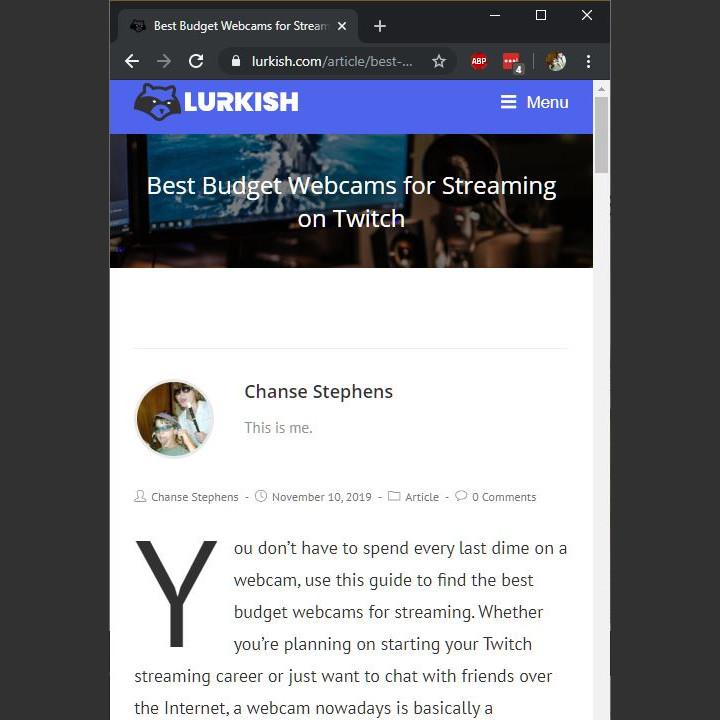 Best Budget Webcams for Stream
lurkish.com/article/best-...
ABP
4
LURKISH
Menu
Best Budget Webcams for Streaming
on Twitch
Chanse Stephens
This is me.
Chanse Stephens - November 10, 2019 - Article - 0 Comments
You don’t have to spend every last dime on a
webcam, use this guide to find the best
budget webcams for streaming. Whether
you’re planning on starting your Twitch
streaming career or just want to chat with friends over
the Internet, a webcam nowadays is basically a